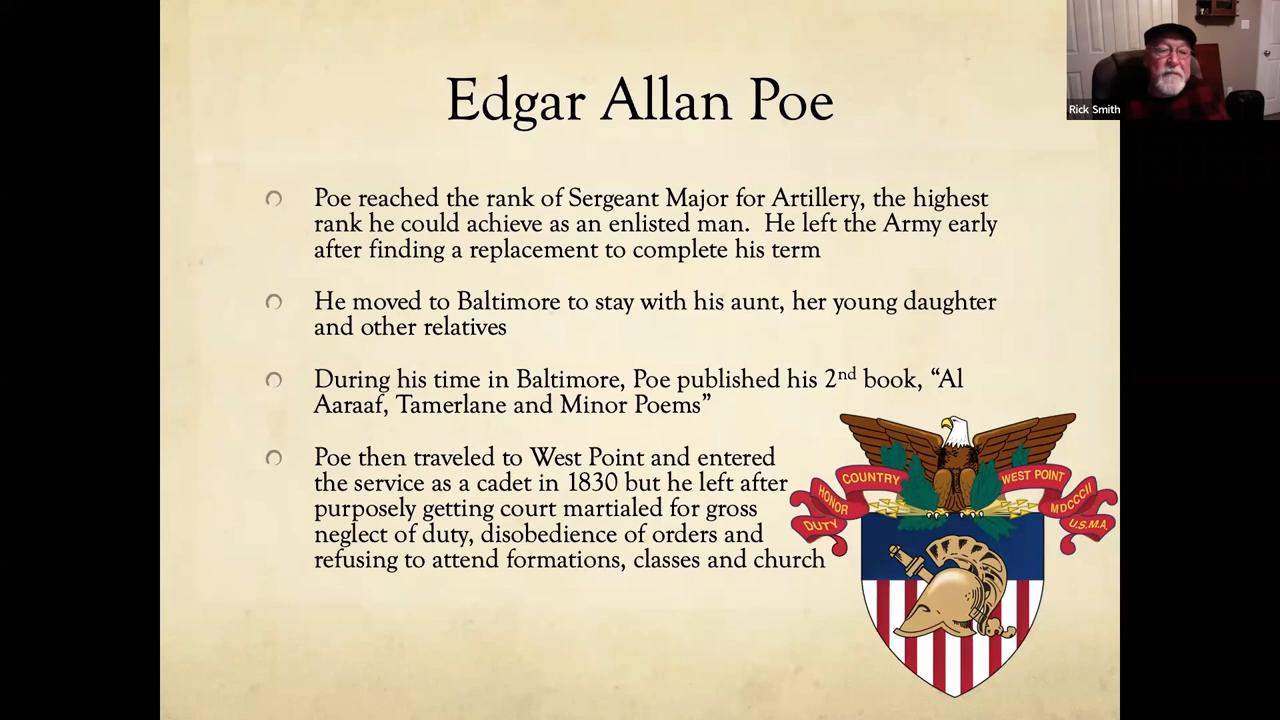 Edgar Allan Poe
Rick Smith
Poe reached the rank of Sergeant Major for Artillery, the highest
rank he could achieve as an enlisted man.  He left the Army early
after finding a replacement to complete his term
He moved to Baltimore to stay with his aunt, her young daughter
and other relatives
During his time in Baltimore, Poe published his 2nd book, “Al
Aaraaf, Tamerlane and Minor Poems”
Poe then traveled to West Point and entered
the service as a cadet in 1830 but he left after
purposely getting court martialed for gross
neglect of duty, disobedience of orders and
refusing to attend formations, classes and church
DUTY
HONOR
COUNTRY
WEST POINT
MDCCCII
U.S.M.A.